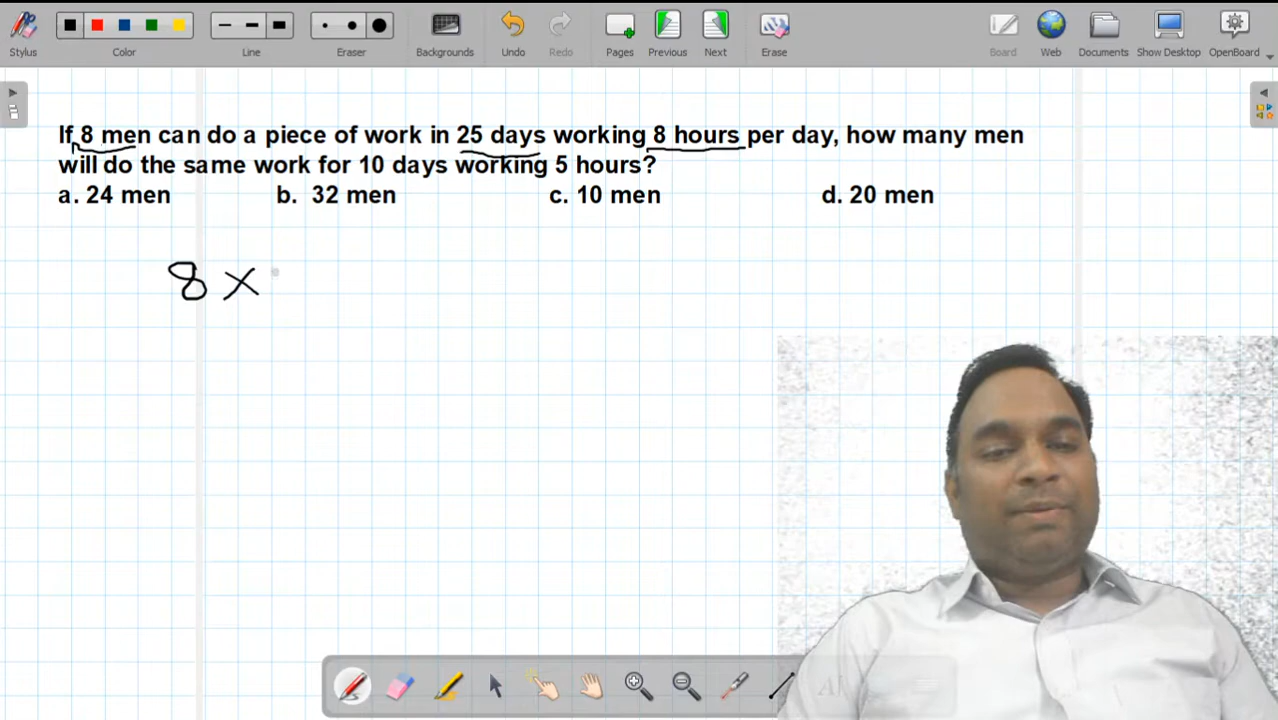 Stylus Color Line Eraser Backgrounds Undo Redo Pages Previous Next Erase Board Web Documents Show Desktop OpenBoard
If 8 men can do a piece of work in 25 days working 8 hours per day, how many men
will do the same work for 10 days working 5 hours?
a. 24 men b. 32 men c. 10 men d. 20 men
8 ×